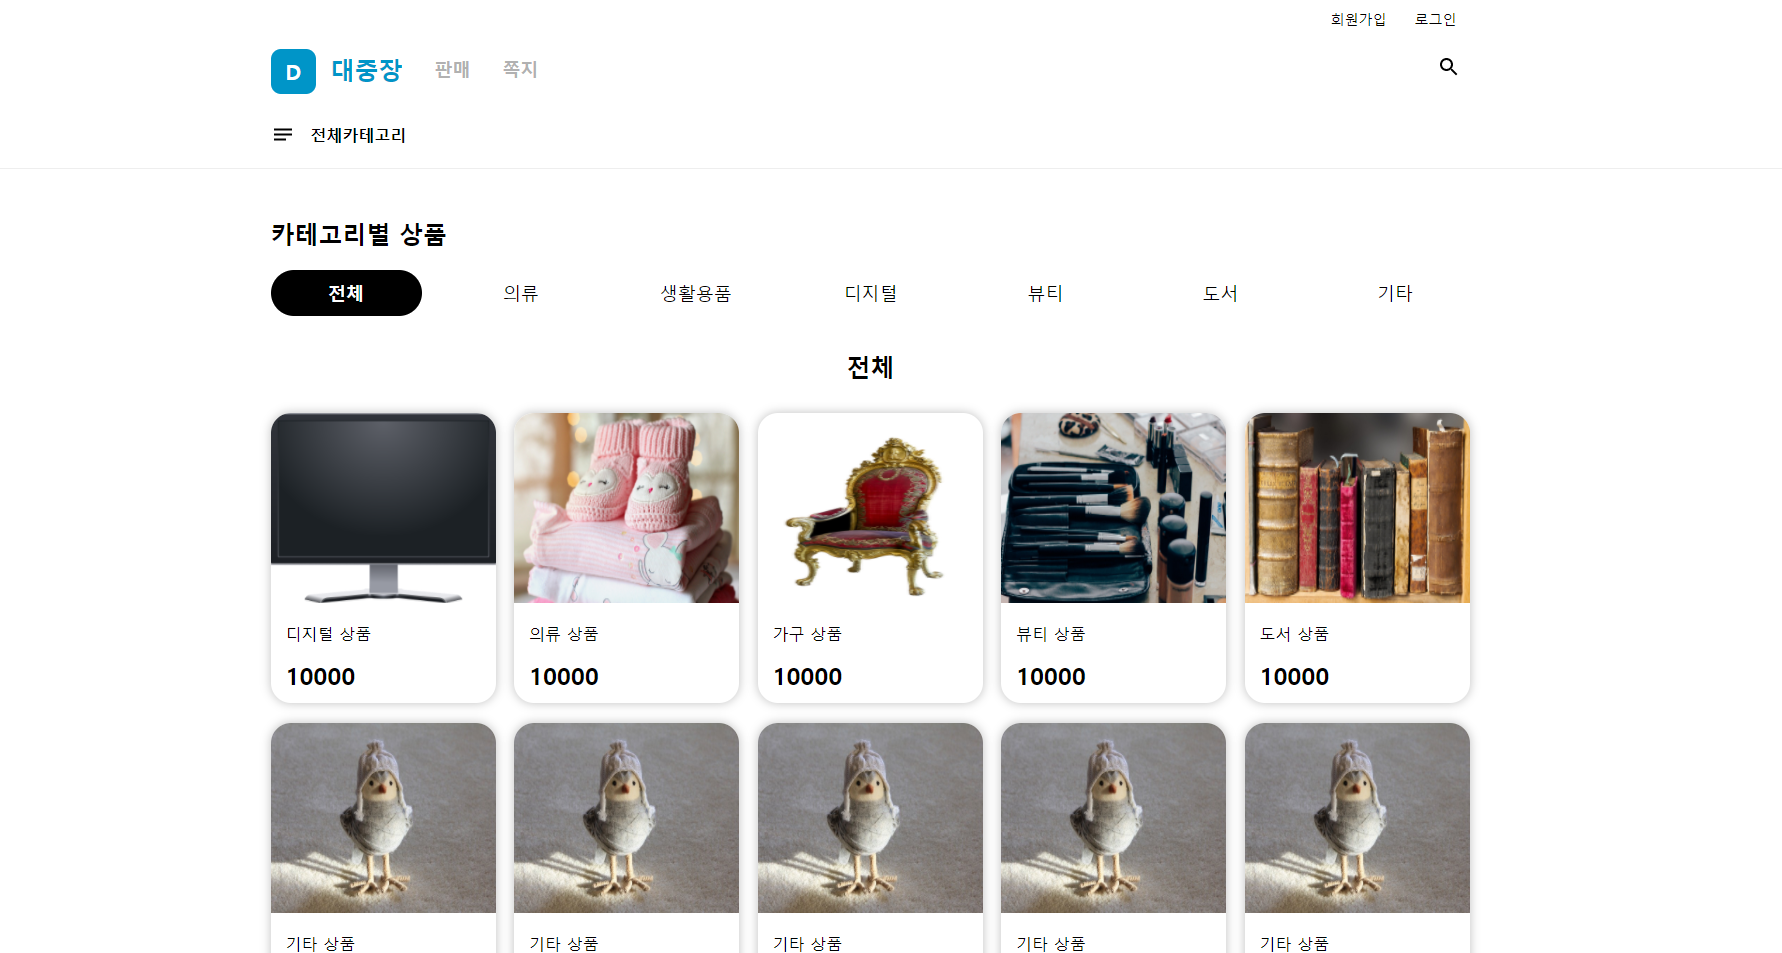 회원가입 로그인
D 대중장 판매 쪽지
전체카테고리
카테고리별 상품
전체 의류 생활용품 디지털 뷰티 도서 기타
전체
디지털 상품 의류 상품 가구 상품 뷰티 상품 도서 상품
10000 10000 10000 10000 10000
기타 상품 기타 상품 기타 상품 기타 상품 기타 상품